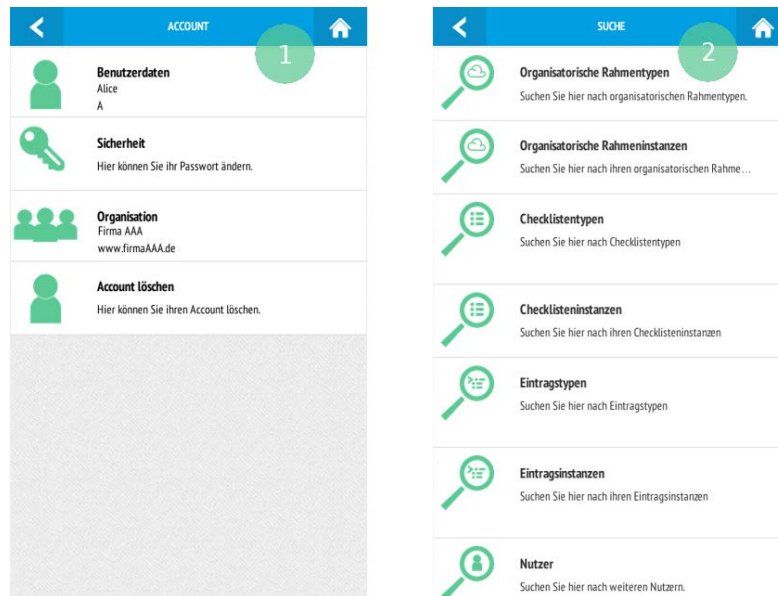 ACCOUNT
1
Benutzerdaten
Alice
A
Sicherheit
Hier können Sie ihr Passwort ändern.
Organisation
Firma AAA
www.firmaAAA.de
Account löschen
Hier können Sie ihren Account löschen.
SUCHE
2
Organisatorische Rahmentypen
Suchen Sie hier nach organisatorischen Rahmentypen.
Organisatorische Rahmeninstanzen
Suchen Sie hier nach ihren organisatorischen Rahme...
Checklistentypen
Suchen Sie hier nach Checklistentypen
Checklisteninstanzen
Suchen Sie hier nach ihren Checklisteninstanzen
Eintragstypen
Suchen Sie hier nach Eintragstypen
Eintragsinstanzen
Suchen Sie hier nach ihren Eintragsinstanzen
Nutzer
Suchen Sie hier nach weiteren Nutzern.